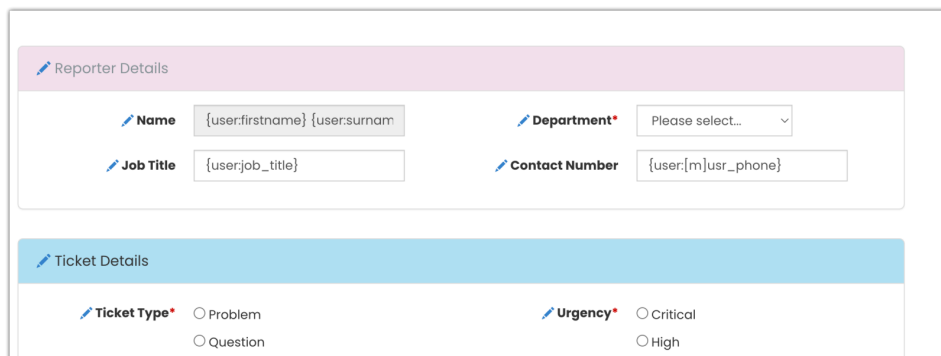 Reporter Details
Name {user:firstname} {user:surnam Department* Please select...
Job Title {user:job_title} Contact Number {user:[m]usr_phone}
Ticket Details
Ticket Type* Problem Urgency* Critical
Question High